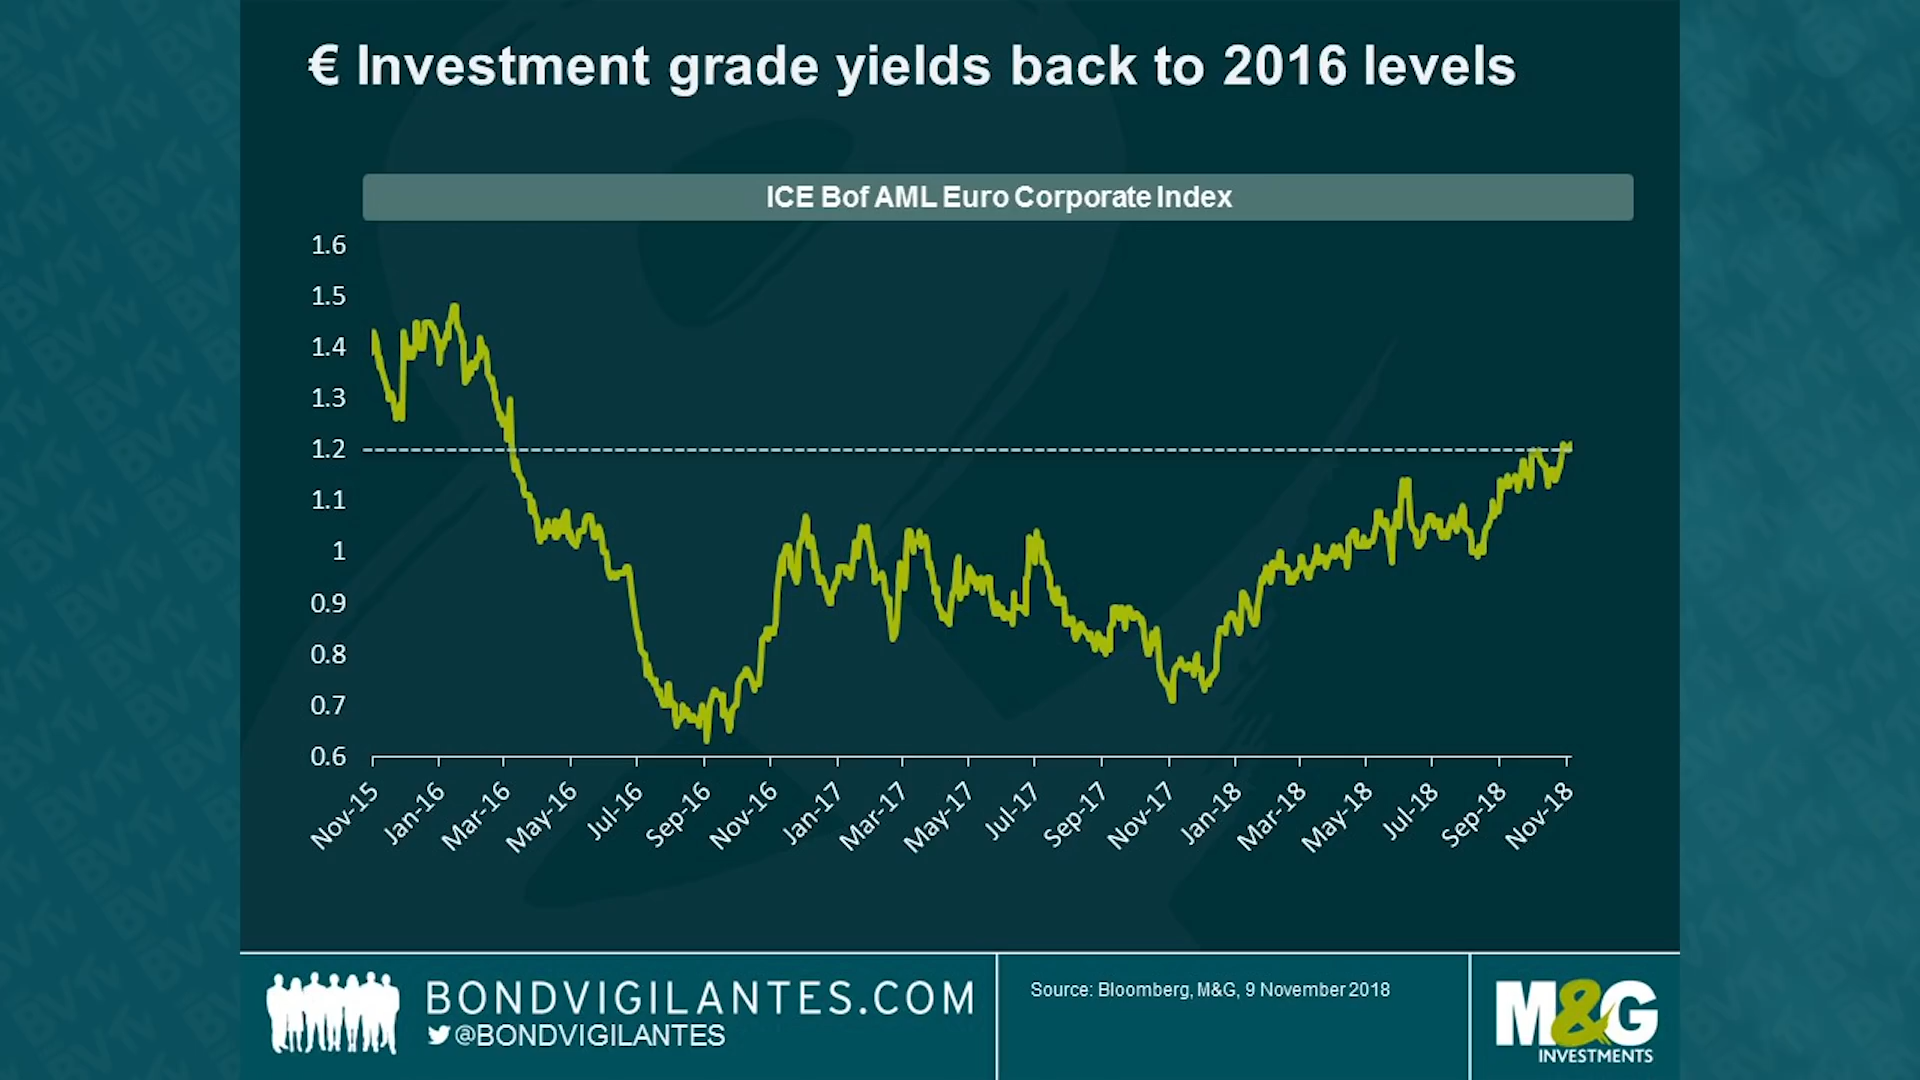 € Investment grade yields back to 2016 levels
ICE Bof AML Euro Corporate Index
1.6
1.5
1.4
1.3
1.2
1.1
1
0.9
0.8
0.7
0.6
Nov-15
Jan-16
Mar-16
May-16
Jul-16
Sep-16
Nov-16
Jan-17
Mar-17
May-17
Jul-17
Sep-17
Nov-17
Jan-18
Mar-18
May-18
Jul-18
Sep-18
Nov-18
BONDVIGILANTES.COM
@BONDVIGILANTES
Source: Bloomberg, M&G, 9 November 2018
M&G
INVESTMENTS